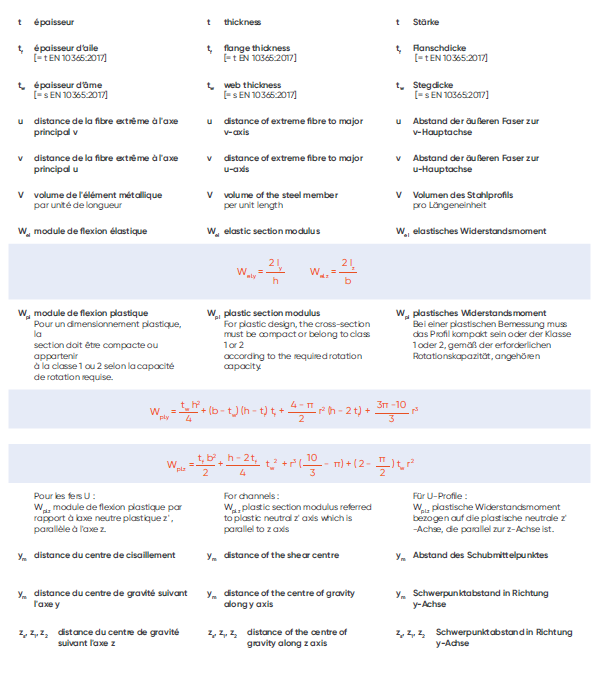 t épaisseur
t thickness
t Stärke
t_f épaisseur d'aile
[= t EN 10365:2017]
t_f flange thickness
[= t EN 10365:2017]
t_f Flanschdicke
[= t EN 10365:2017]
t_w épaisseur d'âme
[= s EN 10365:2017]
t_w web thickness
[= s EN 10365:2017]
t_w Stegdicke
[= s EN 10365:2017]
u distance de la fibre extrême à l'axe
principal v
u distance of extreme fibre to major
v-axis
u Abstand der äußeren Faser zur
v-Hauptachse
v distance de la fibre extrême à l'axe
principal u
v distance of extreme fibre to major
u-axis
v Abstand der äußeren Faser zur
u-Hauptachse
V volume de l'élément métallique
par unité de longueur
V volume of the steel member
per unit length
V Volumen des Stahlprofils
pro Längeneinheit
W_el module de flexion élastique
W_el elastic section modulus
W_el elastisches Widerstandsmoment
W_el.y = 2 I_y / h W_el.z = 2 I_z / b
W_pl module de flexion plastique
Pour un dimensionnement plastique,
la
section doit être compacte ou
appartenir
à la classe 1 ou 2 selon la capacité
de rotation requise.
W_pl plastic section modulus
For plastic design, the cross-section
must be compact or belong to class
1 or 2
according to the required rotation
capacity.
W_pl plastisches Widerstandsmoment
Bei einer plastischen Bemessung muss
das Profil kompakt sein oder der Klasse
1 oder 2, gemäß der erforderlichen
Rotationskapazität, angehören
W_pl.y = t_w h² / 4 + (b – t_w) (h – t_f) t_f + 4 – π / 2 r² (h – 2 t_f) + 3π –10 / 3 r³
W_pl.z = t_f b² / 2 + h – 2 t_f / 4 t_w² + r³ ( 10 / 3 – π) + ( 2 – π / 2 ) t_w r²
Pour les fers U :
W_pl.z module de flexion plastique par
rapport à laxe neutre plastique z' ,
parallèle à l'axe z.
For channels :
W_pl.z plastic section modulus referred
to plastic neutral z' axis which is
parallel to z axis
Für U-Profile :
W_pl.z plastische Widerstandsmoment
bezogen auf die plastische neutrale z'
-Achse, die parallel zur z-Achse ist.
y_m distance du centre de cisaillement
y_m distance of the shear centre
y_m Abstand des Schubmittelpunktes
y_m distance du centre de gravité suivant
l'axe y
y_m distance of the centre of gravity
along y axis
y_m Schwerpunktabstand in Richtung
y-Achse
z_s, z_1, z_2 distance du centre de gravité
suivant l'axe z
z_s, z_1, z_2 distance of the centre of
gravity along z axis
z_s, z_1, z_2 Schwerpunktabstand in Richtung
y-Achse